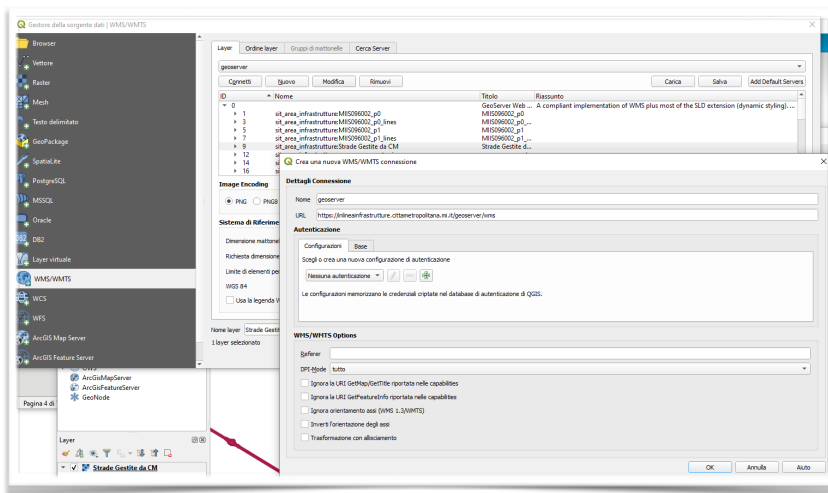 Gestore della sorgente dati | WMS/WMTS
Browser
Vettore
Raster
Mesh
Testo delimitato
GeoPackage
SpatiaLite
PostgreSQL
MSSQL
Oracle
DB2
Layer virtuale
WMS/WMTS
WCS
WFS
ArcGIS Map Server
ArcGIS Feature Server
Layer Ordine layer Gruppi di mattonelle Cerca Server
geoserver
Connetti Nuovo Modifica Rimuovi Carica Salva Add Default Servers
ID Nome Titolo Riassunto
0 GeoServer Web ... A compliant implementation of WMS plus most of the SLD extension (dynamic styling). ...
1 sit_area_infrastrutture:MIIS096002_p0 MIIS096002_p0
3 sit_area_infrastrutture:MIIS096002_p0_lines MIIS096002_p0_...
5 sit_area_infrastrutture:MIIS096002_p1 MIIS096002_p1
7 sit_area_infrastrutture:MIIS096002_p1_lines MIIS096002_p1_...
9 sit_area_infrastrutture:Strade Gestite da CM Strade Gestite d...
12
14
16
Image Encoding
PNG PNG8
Sistema di Riferime
Dimensione mattone
Richiesta dimensione
Limite di elementi pe
WGS 84
Usa la legenda W
Nome layer Strade Gestit
1 layer selezionato
Crea una nuova WMS/WMTS connessione
Dettagli Connessione
Nome geoserver
URL https://inlineainfrastrutture.cittametropolitana.mi.it/geoserver/wms
Autenticazione
Configurazioni Base
Scegli o crea una nuova configurazione di autenticazione
Nessuna autenticazione
Le configurazioni memorizzano le credenziali criptate nel database di autenticazione di QGIS.
WMS/WMTS Options
Referer
DPI-Mode tutto
Ignora la URI GetMap/GetTitle riportata nelle capabilities
Ignora la URI GetFeatureInfo riportata nelle capabilities
Ignora orientamento assi (WMS 1.3/WMTS)
Inverti l'orientazione degli assi
Trasformazione con allisciamento
OK Annulla Aiuto
ArcGisMapServer
ArcGisFeatureServer
GeoNode
Pagina 4 di
Layer
Strade Gestite da CM